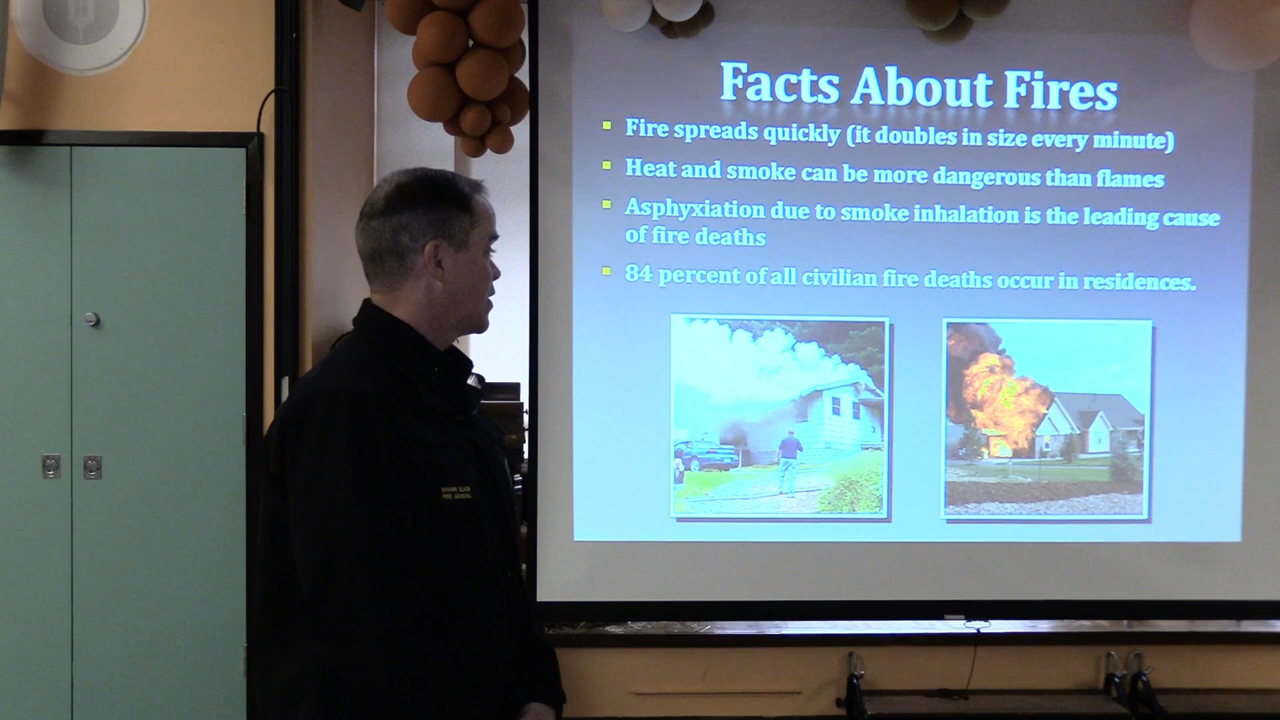 Facts About Fires
Fire spreads quickly (it doubles in size every minute)
Heat and smoke can be more dangerous than flames
Asphyxiation due to smoke inhalation is the leading cause
of fire deaths
84 percent of all civilian fire deaths occur in residences.
FIRE MARSHAL